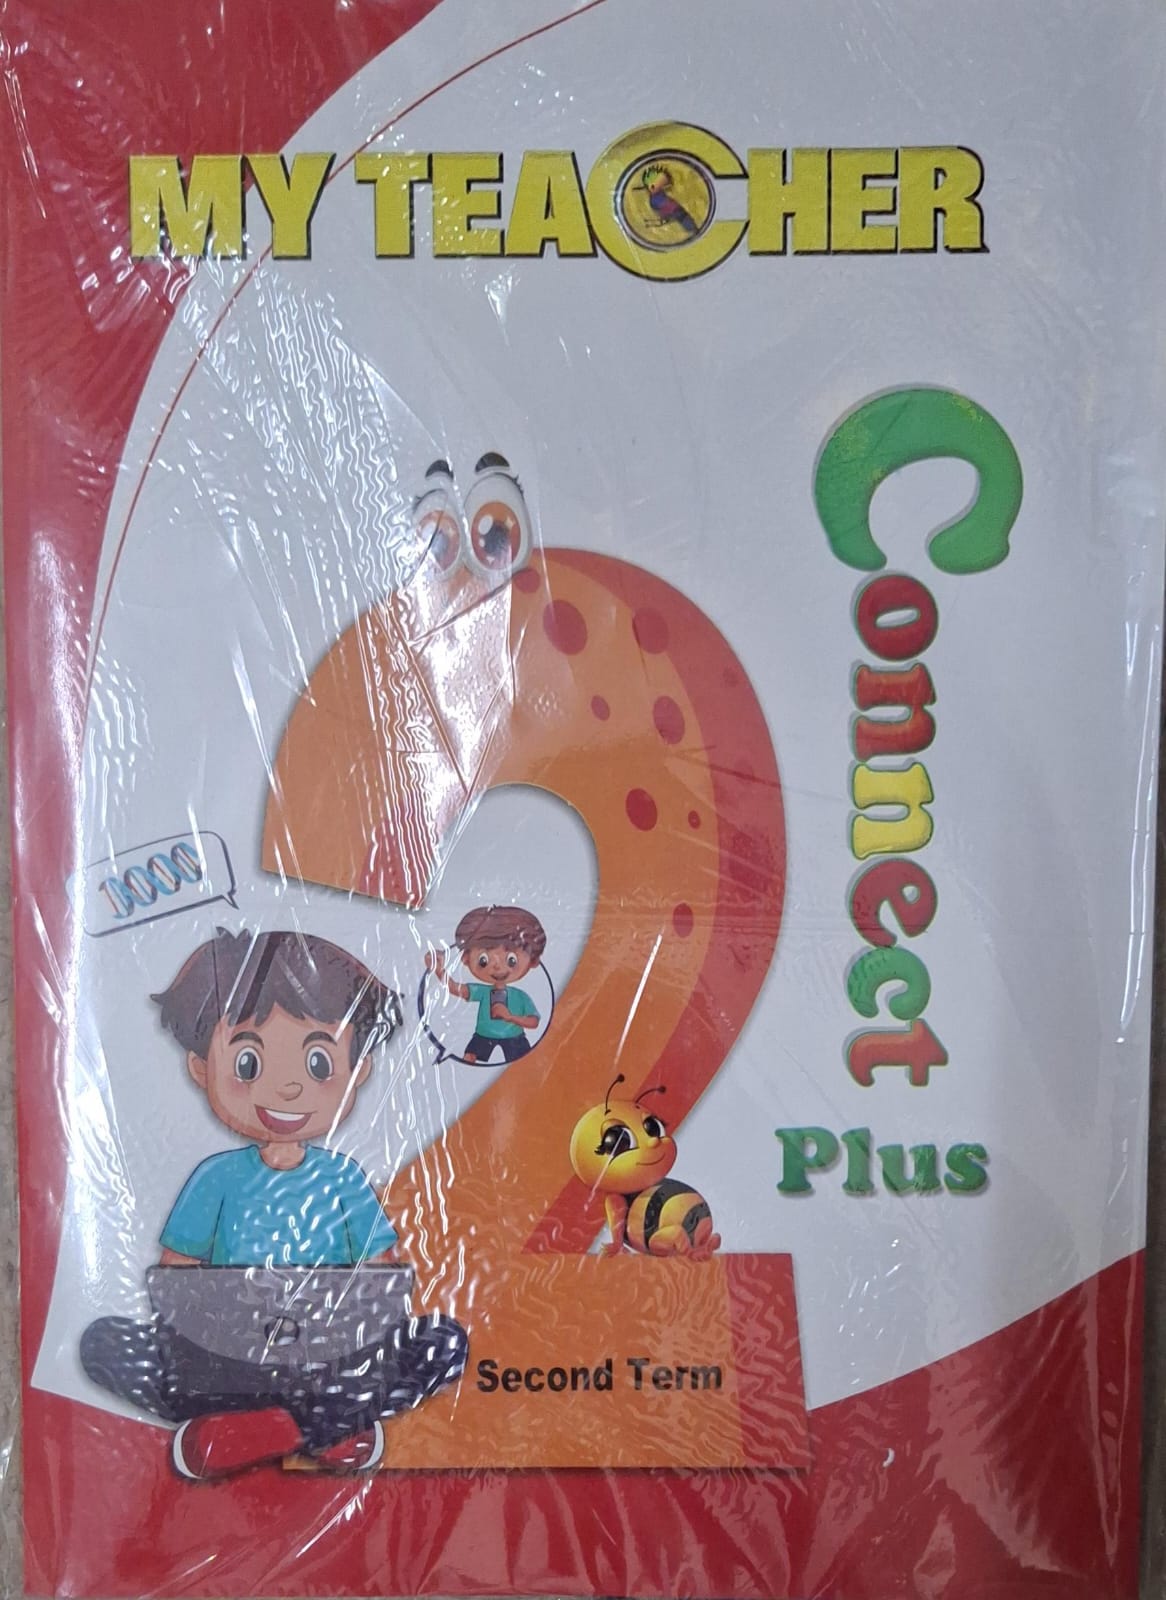 MY TEACHER
Connect
Plus
2
Second Term